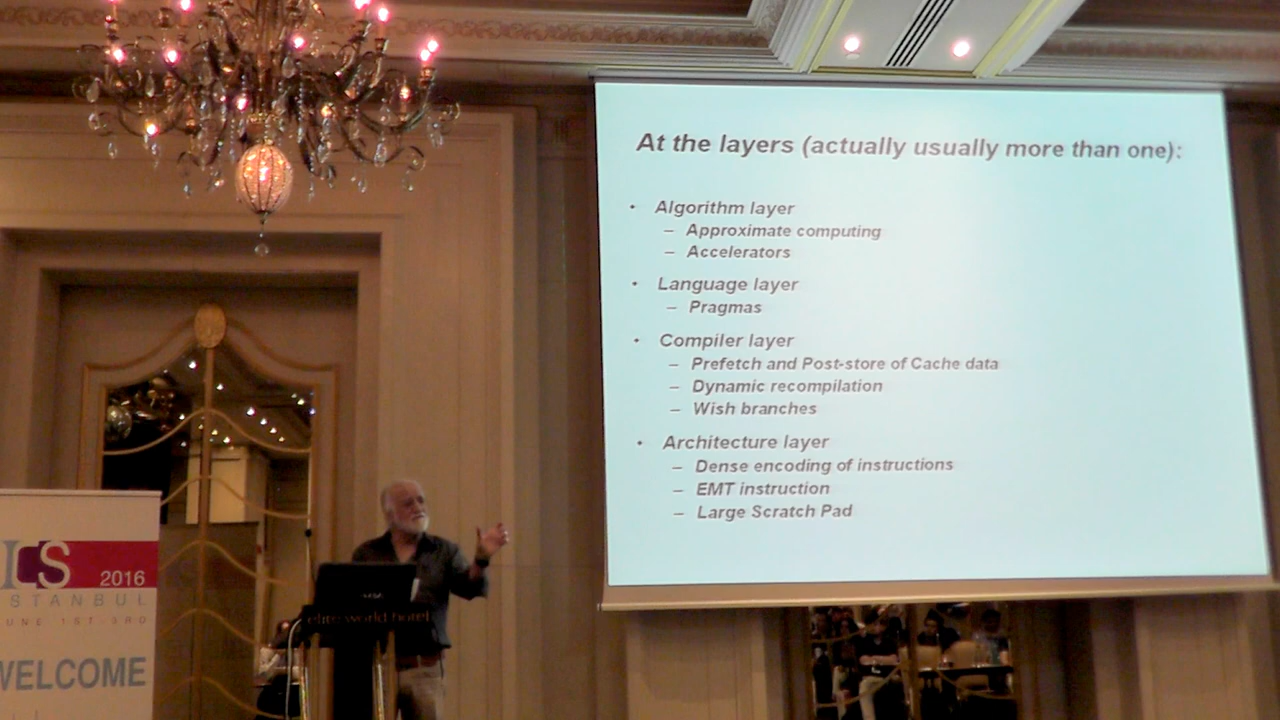 At the layers (actually usually more than one):
• Algorithm layer
– Approximate computing
– Accelerators
• Language layer
– Pragmas
• Compiler layer
– Prefetch and Post-store of Cache data
– Dynamic recompilation
– Wish branches
• Architecture layer
– Dense encoding of instructions
– EMT instruction
– Large Scratch Pad
ICS
2016
STANBUL
UNE 1ST-3RD
WELCOME
elite world hotel